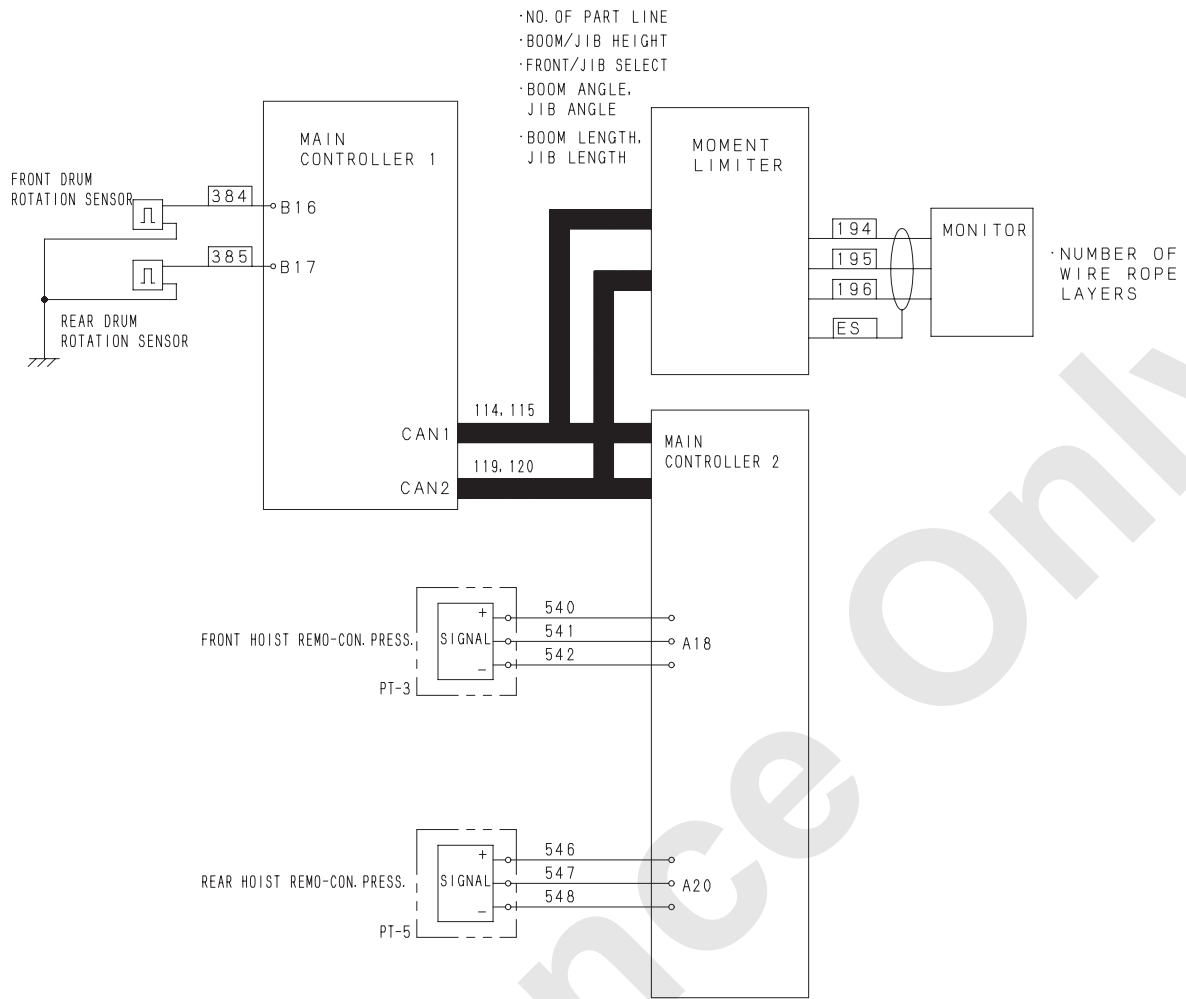 ·NO. OF PART LINE
·BOOM/JIB HEIGHT
·FRONT/JIB SELECT
·BOOM ANGLE,
JIB ANGLE
·BOOM LENGTH,
JIB LENGTH
MAIN
CONTROLLER 1
MOMENT
LIMITER
FRONT DRUM
ROTATION SENSOR
384
B16
385
B17
REAR DRUM
ROTATION SENSOR
194
195
196
ES
MONITOR
·NUMBER OF
WIRE ROPE
LAYERS
114, 115
CAN1
119, 120
CAN2
MAIN
CONTROLLER 2
FRONT HOIST REMO-CON. PRESS.
+
SIGNAL
−
PT-3
540
541
542
A18
REAR HOIST REMO-CON. PRESS.
+
SIGNAL
−
PT-5
546
547
548
A20
nce Only